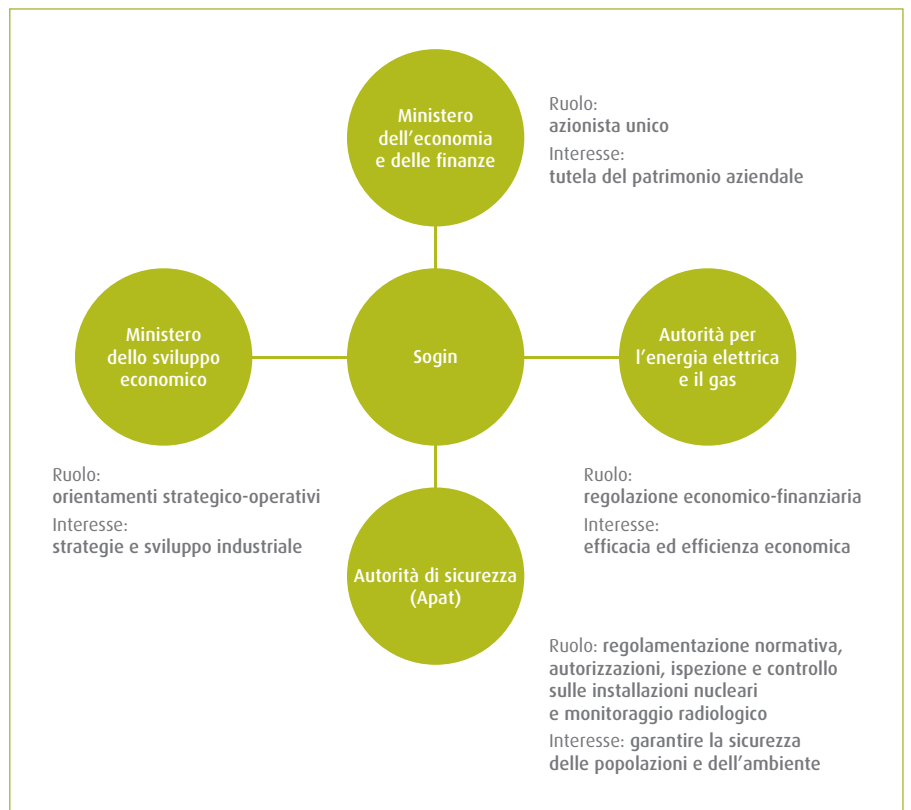 Ministero
dell'economia
e delle finanze
Ruolo:
azionista unico
Interesse:
tutela del patrimonio aziendale
Ministero
dello sviluppo
economico
Sogin
Autorità per
l'energia elettrica
e il gas
Ruolo:
orientamenti strategico-operativi
Interesse:
strategie e sviluppo industriale
Ruolo:
regolazione economico-finanziaria
Interesse:
efficacia ed efficienza economica
Autorità di sicurezza
(Apat)
Ruolo: regolamentazione normativa,
autorizzazioni, ispezione e controllo
sulle installazioni nucleari
e monitoraggio radiologico
Interesse: garantire la sicurezza
delle popolazioni e dell'ambiente